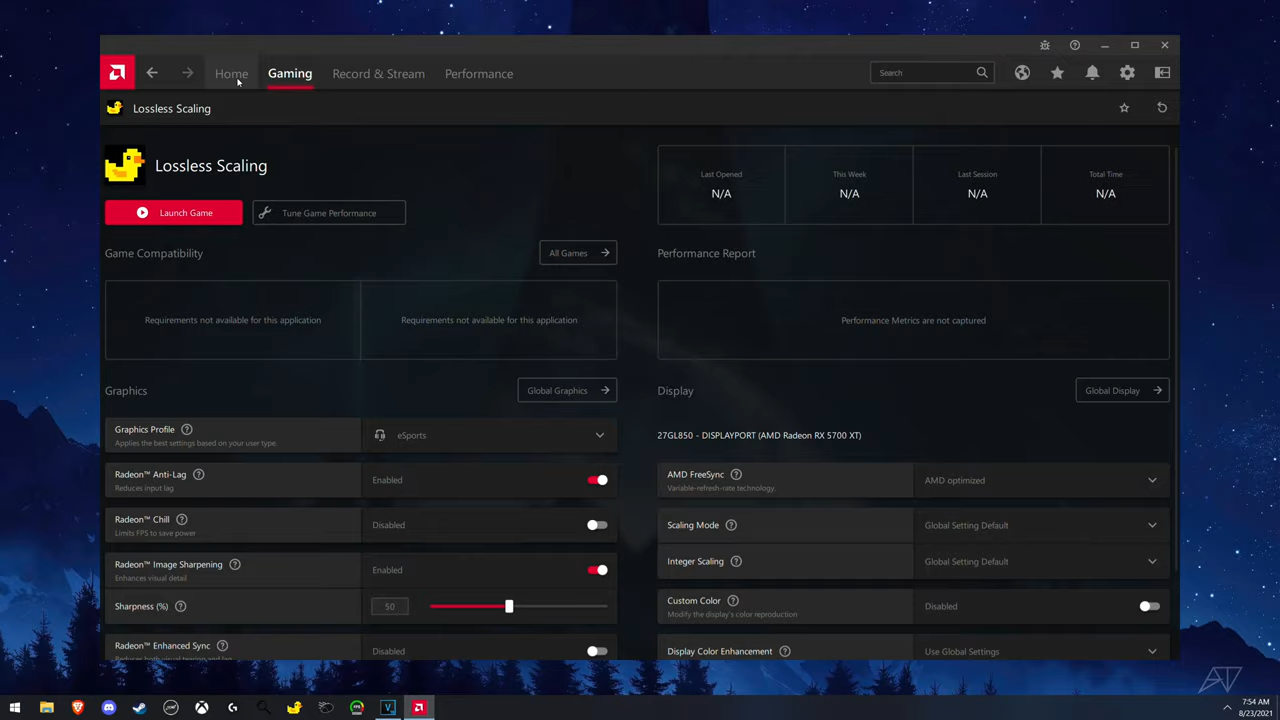 Home
Gaming
Record & Stream
Performance
Search
Lossless Scaling
Lossless Scaling
Launch Game
Tune Game Performance
Last Opened
N/A
This Week
N/A
Last Session
N/A
Total Time
N/A
Game Compatibility
All Games
Requirements not available for this application
Requirements not available for this application
Performance Report
Performance Metrics are not captured
Graphics
Global Graphics
Graphics Profile
Applies the best settings based on your user type.
eSports
Radeon™ Anti-Lag
Reduces input lag
Enabled
Radeon™ Chill
Limits FPS to save power
Disabled
Radeon™ Image Sharpening
Enhances visual detail
Enabled
Sharpness (%)
50
Radeon™ Enhanced Sync
Disabled
Display
Global Display
27GL850 - DISPLAYPORT (AMD Radeon RX 5700 XT)
AMD FreeSync
Variable-refresh-rate technology.
AMD optimized
Scaling Mode
Global Setting Default
Integer Scaling
Global Setting Default
Custom Color
Modify the display's color reproduction
Disabled
Display Color Enhancement
Use Global Settings
7:54 AM
8/23/2021